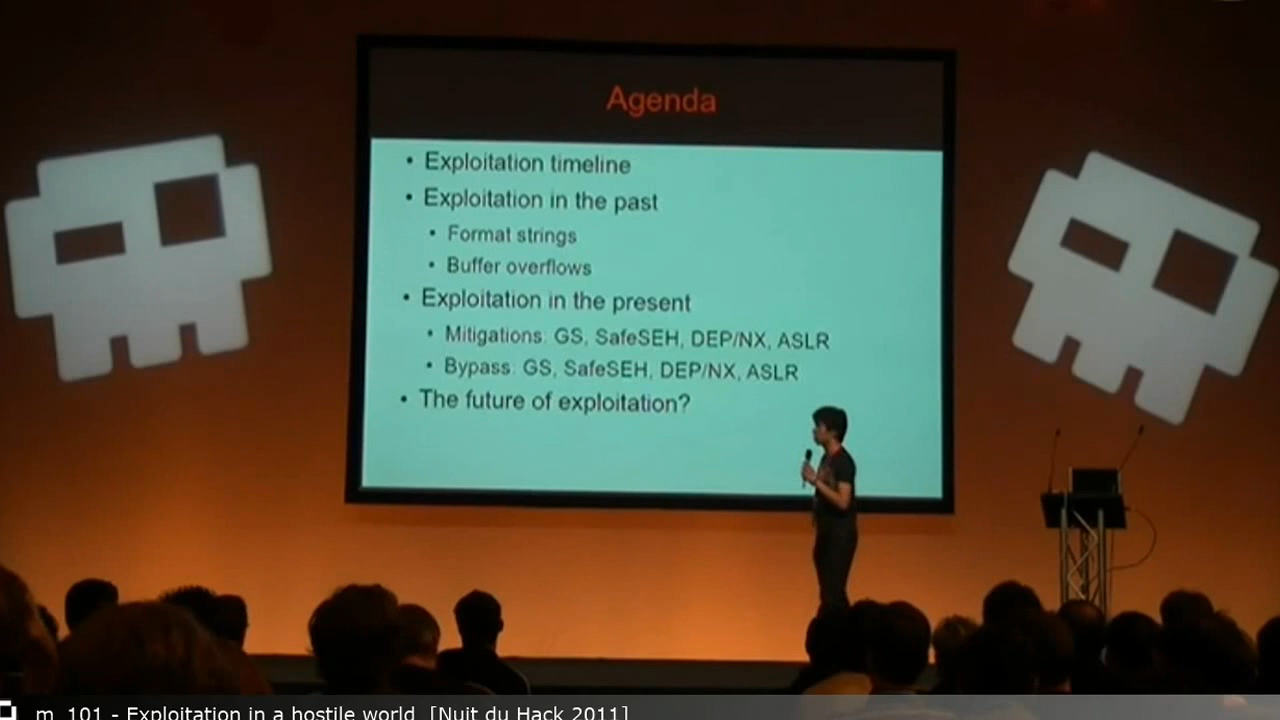 Agenda
• Exploitation timeline
• Exploitation in the past
• Format strings
• Buffer overflows
• Exploitation in the present
• Mitigations: GS, SafeSEH, DEP/NX, ASLR
• Bypass: GS, SafeSEH, DEP/NX, ASLR
• The future of exploitation?
m_101 - Exploitation in a hostile world [Nuit du Hack 2011]